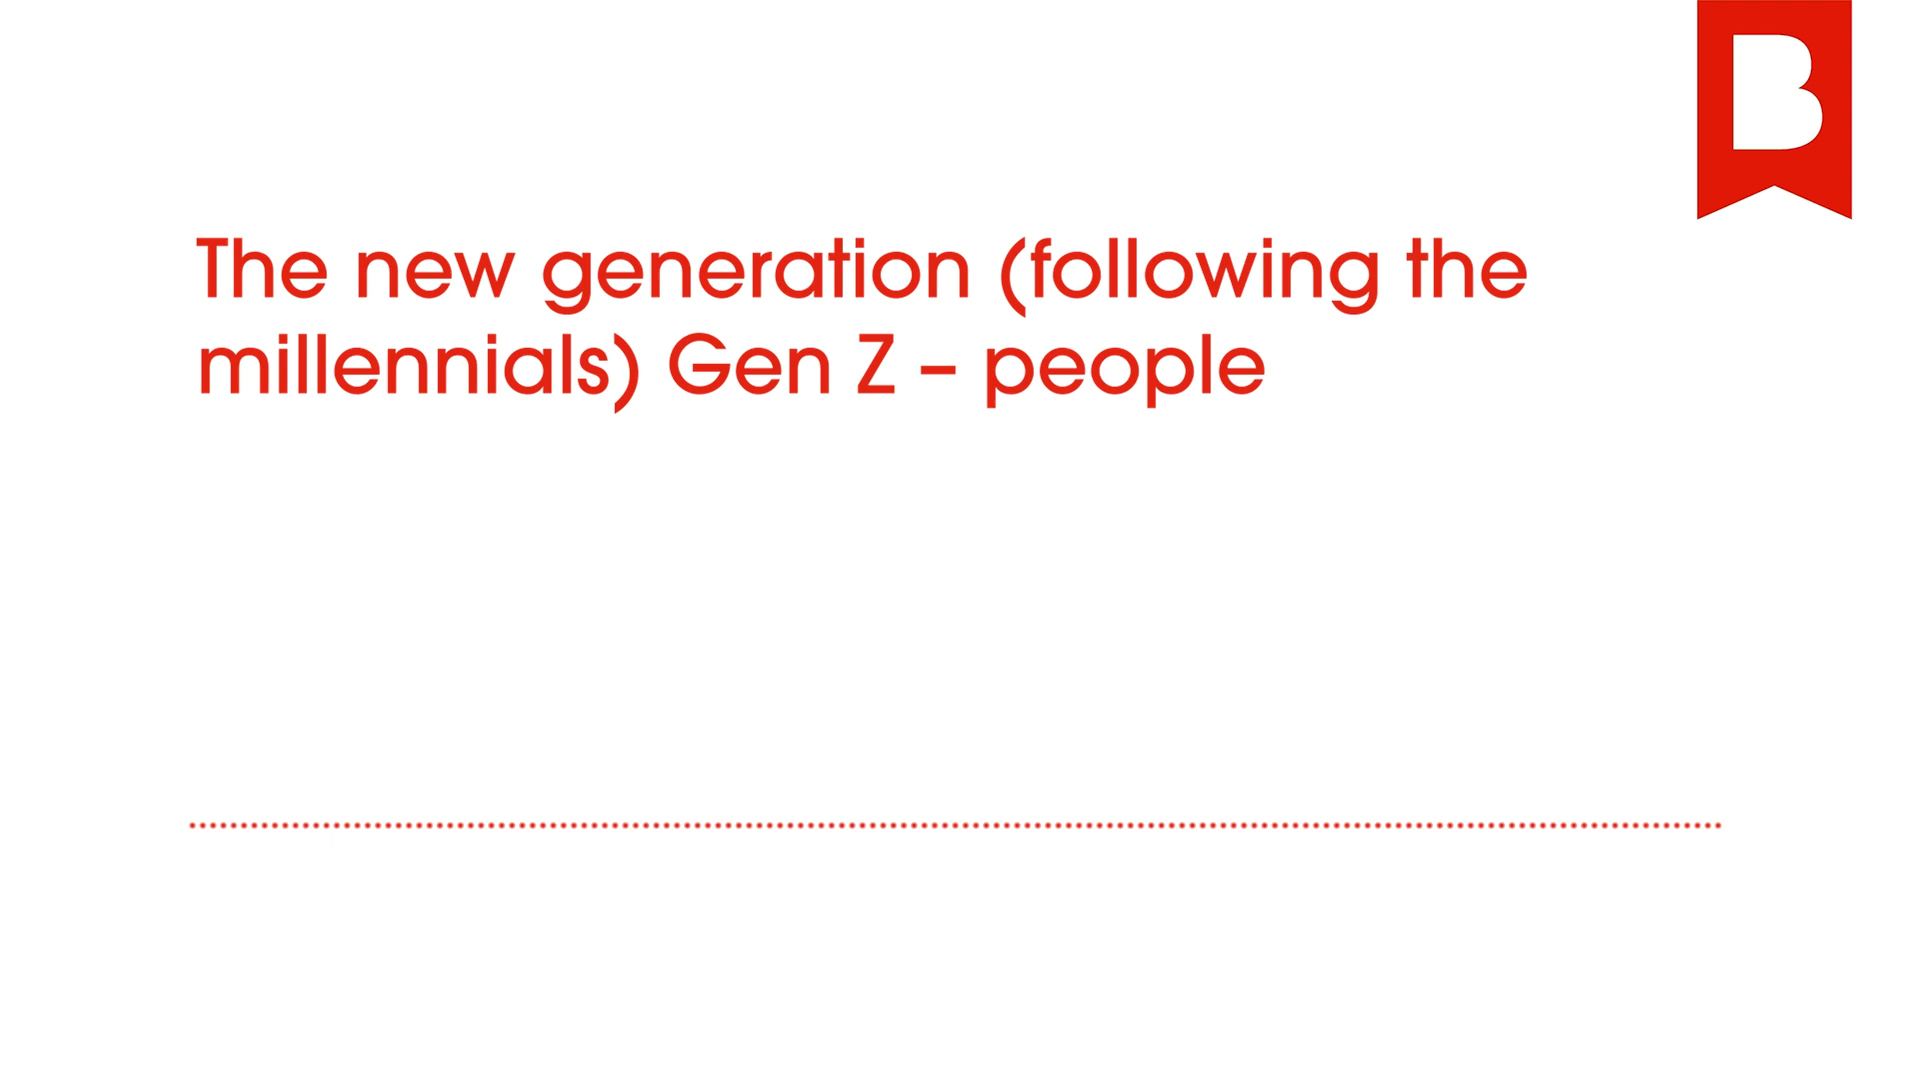 B
The new generation (following the
millennials) Gen Z – people